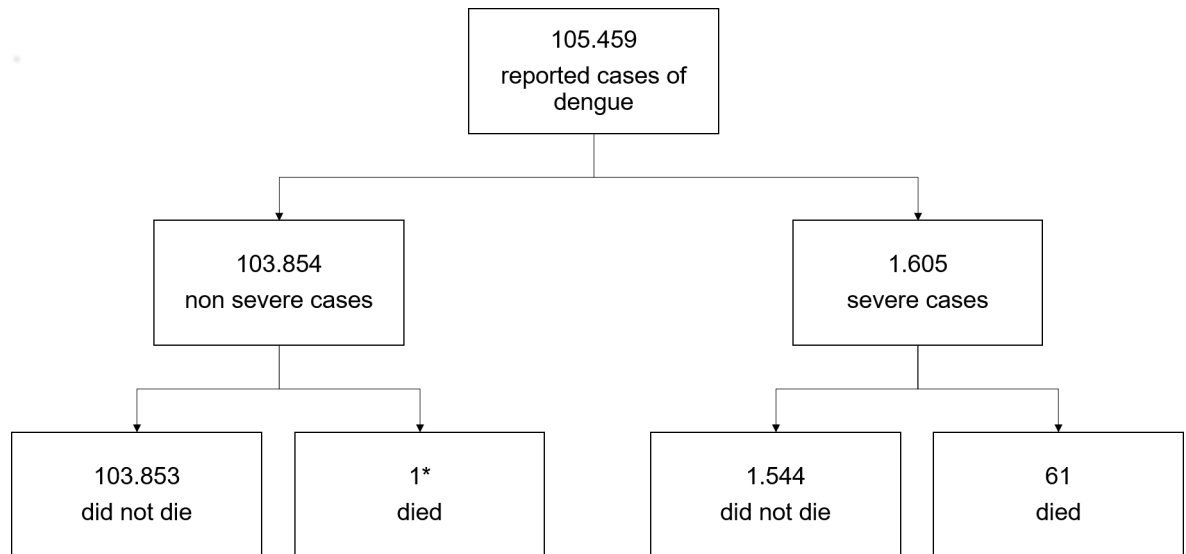 105.459
reported cases of
dengue
103.854
non severe cases
1.605
severe cases
103.853
did not die
1*
died
1.544
did not die
61
died